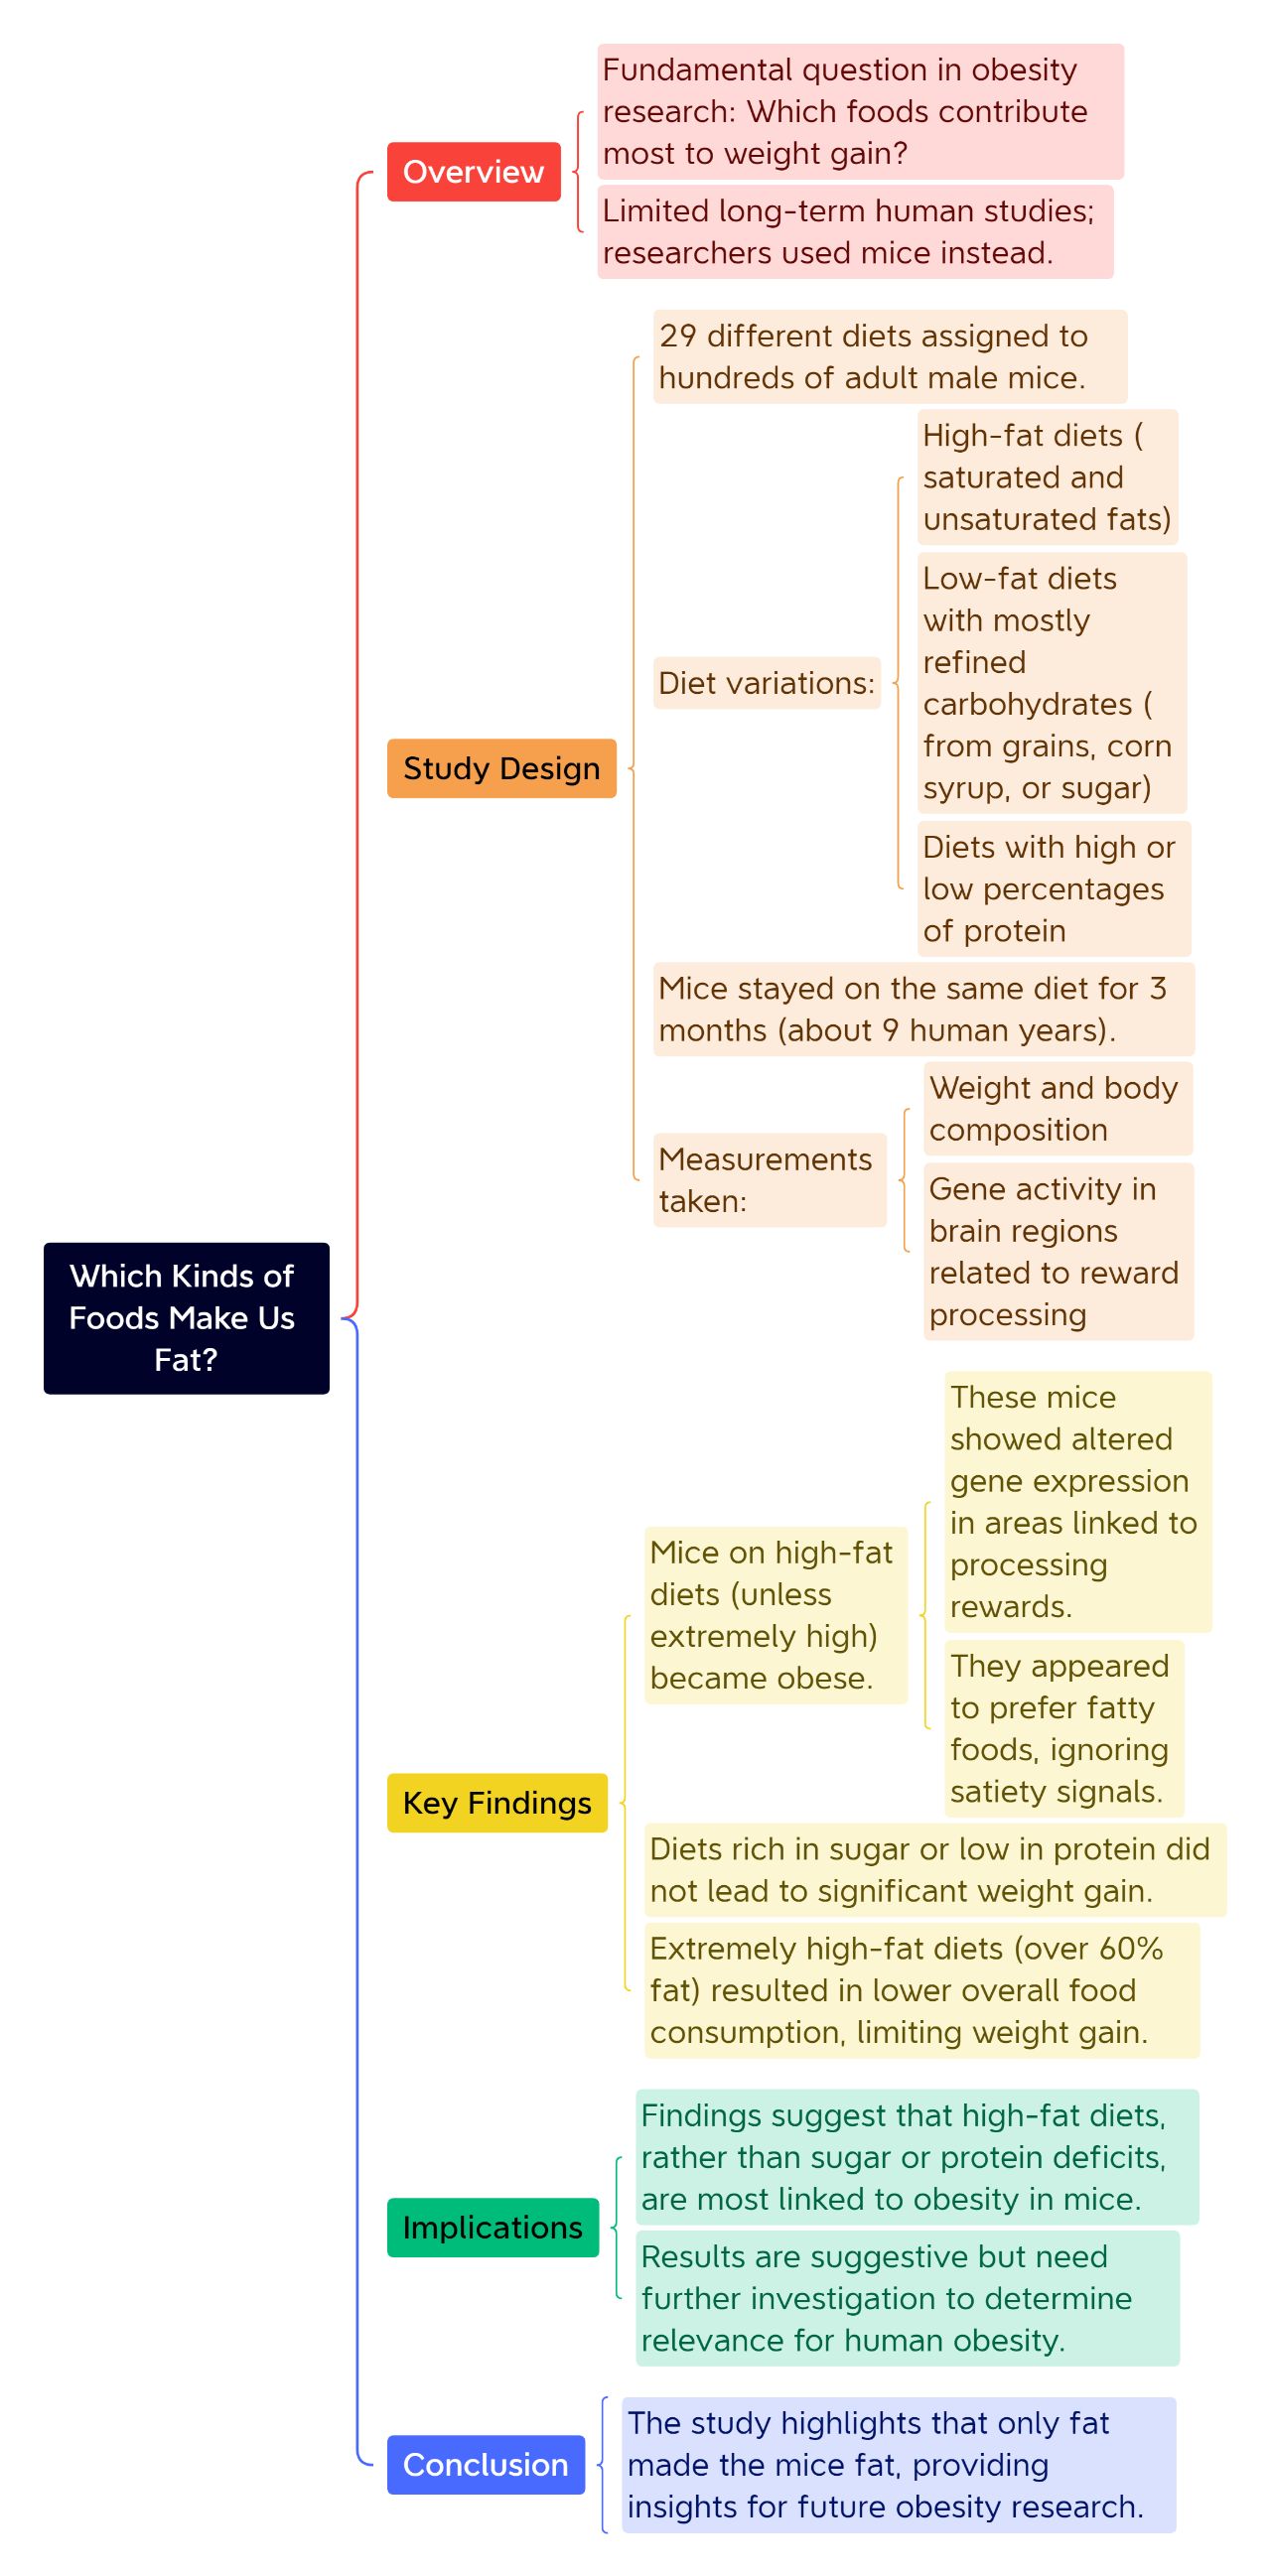 Which Kinds of
Foods Make Us
Fat?
Overview
Fundamental question in obesity
research: Which foods contribute
most to weight gain?
Limited long-term human studies;
researchers used mice instead.
Study Design
29 different diets assigned to
hundreds of adult male mice.
Diet variations:
High-fat diets (
saturated and
unsaturated fats)
Low-fat diets
with mostly
refined
carbohydrates (
from grains, corn
syrup, or sugar)
Diets with high or
low percentages
of protein
Mice stayed on the same diet for 3
months (about 9 human years).
Measurements
taken:
Weight and body
composition
Gene activity in
brain regions
related to reward
processing
Key Findings
Mice on high-fat
diets (unless
extremely high)
became obese.
These mice
showed altered
gene expression
in areas linked to
processing
rewards.
They appeared
to prefer fatty
foods, ignoring
satiety signals.
Diets rich in sugar or low in protein did
not lead to significant weight gain.
Extremely high-fat diets (over 60%
fat) resulted in lower overall food
consumption, limiting weight gain.
Implications
Findings suggest that high-fat diets,
rather than sugar or protein deficits,
are most linked to obesity in mice.
Results are suggestive but need
further investigation to determine
relevance for human obesity.
Conclusion
The study highlights that only fat
made the mice fat, providing
insights for future obesity research.